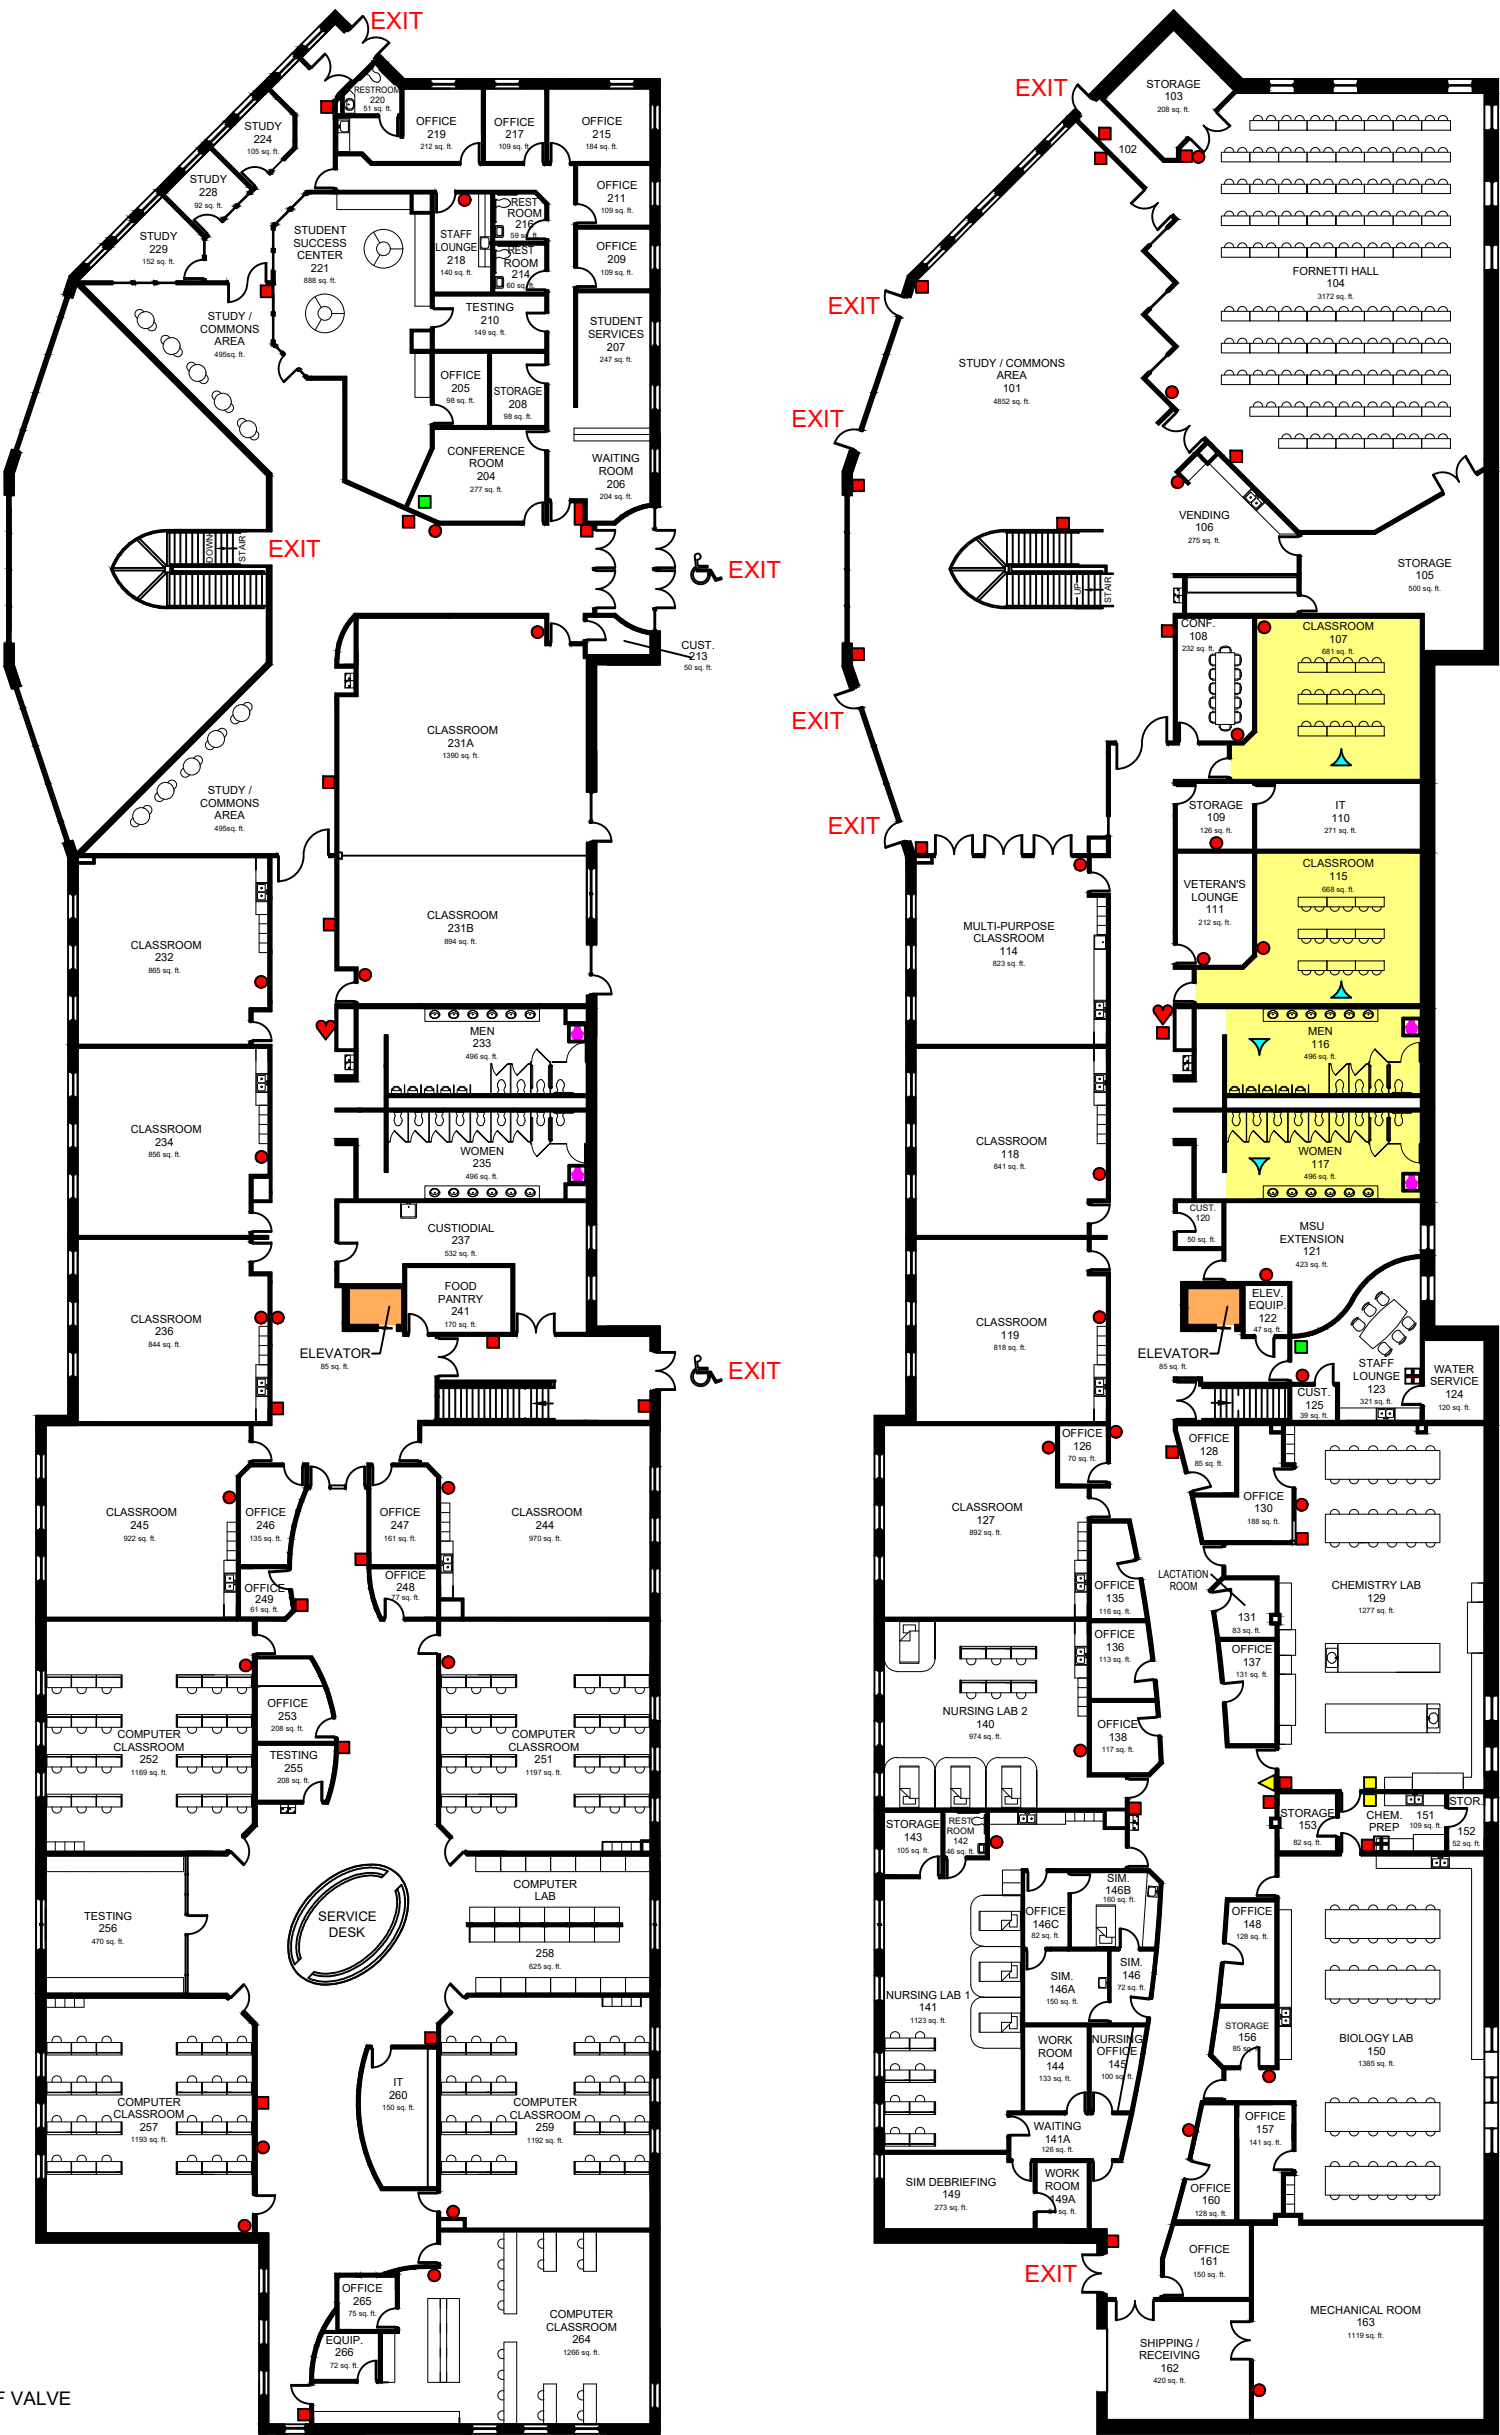 EXIT
RESTROOM
220
51 sq. ft.
OFFICE
219
212 sq. ft.
OFFICE
217
109 sq. ft.
OFFICE
215
184 sq. ft.
STUDY
224
105 sq. ft.
STUDY
228
92 sq. ft.
STUDY
229
152 sq. ft.
OFFICE
211
109 sq. ft.
STUDENT
SUCCESS
CENTER
221
888 sq. ft.
STAFF
LOUNGE
218
140 sq. ft.
REST
ROOM
216
59 sq. ft.
REST
ROOM
214
60 sq. ft.
OFFICE
209
109 sq. ft.
STUDY /
COMMONS
AREA
495sq. ft.
TESTING
210
149 sq. ft.
STUDENT
SERVICES
207
247 sq. ft.
OFFICE
205
98 sq. ft.
STORAGE
208
98 sq. ft.
CONFERENCE
ROOM
204
277 sq. ft.
WAITING
ROOM
206
204 sq. ft.
DOWN
STAIR
EXIT
EXIT
CUST.
213
50 sq. ft.
CLASSROOM
231A
1390 sq. ft.
STUDY /
COMMONS
AREA
495sq. ft.
CLASSROOM
231B
894 sq. ft.
CLASSROOM
232
865 sq. ft.
MEN
233
496 sq. ft.
CLASSROOM
234
856 sq. ft.
WOMEN
235
496 sq. ft.
CUSTIODIAL
237
532 sq. ft.
FOOD
PANTRY
241
170 sq. ft.
CLASSROOM
236
844 sq. ft.
ELEVATOR
85 sq. ft.
EXIT
CLASSROOM
245
922 sq. ft.
OFFICE
246
135 sq. ft.
OFFICE
247
161 sq. ft.
CLASSROOM
244
970 sq. ft.
OFFICE
249
61 sq. ft.
OFFICE
248
77 sq. ft.
OFFICE
253
208 sq. ft.
COMPUTER
CLASSROOM
252
1169 sq. ft.
TESTING
255
208 sq. ft.
COMPUTER
CLASSROOM
251
1197 sq. ft.
TESTING
256
470 sq. ft.
SERVICE
DESK
COMPUTER
LAB
258
625 sq. ft.
COMPUTER
CLASSROOM
257
1193 sq. ft.
IT
260
150 sq. ft.
COMPUTER
CLASSROOM
259
1192 sq. ft.
OFFICE
265
75 sq. ft.
EQUIP.
266
72 sq. ft.
COMPUTER
CLASSROOM
264
1266 sq. ft.
F VALVE
EXIT
STORAGE
103
208 sq. ft.
102
FORNETTI HALL
104
3172 sq. ft.
EXIT
STUDY / COMMONS
AREA
101
4852 sq. ft.
EXIT
VENDING
106
275 sq. ft.
STORAGE
105
500 sq. ft.
UP
STAIR
CONF.
108
232 sq. ft.
CLASSROOM
107
681 sq. ft.
EXIT
STORAGE
109
126 sq. ft.
IT
110
271 sq. ft.
EXIT
CLASSROOM
115
668 sq. ft.
VETERAN'S
LOUNGE
111
212 sq. ft.
MULTI-PURPOSE
CLASSROOM
114
823 sq. ft.
MEN
116
496 sq. ft.
CLASSROOM
118
841 sq. ft.
WOMEN
117
496 sq. ft.
CUST.
120
50 sq. ft.
MSU
EXTENSION
121
423 sq. ft.
CLASSROOM
119
818 sq. ft.
ELEV.
EQUIP.
122
47 sq. ft.
ELEVATOR
85 sq. ft.
STAFF
LOUNGE
123
321 sq. ft.
WATER
SERVICE
124
120 sq. ft.
CUST.
125
39 sq. ft.
OFFICE
126
70 sq. ft.
OFFICE
128
85 sq. ft.
CLASSROOM
127
892 sq. ft.
OFFICE
130
188 sq. ft.
LACTATION
ROOM
131
83 sq. ft.
CHEMISTRY LAB
129
1277 sq. ft.
OFFICE
135
116 sq. ft.
OFFICE
136
113 sq. ft.
OFFICE
137
131 sq. ft.
NURSING LAB 2
140
974 sq. ft.
OFFICE
138
117 sq. ft.
STORAGE
143
105 sq. ft.
REST
ROOM
142
46 sq. ft.
STORAGE
153
82 sq. ft.
CHEM.
PREP
151
109 sq. ft.
STOR.
152
52 sq. ft.
SIM.
146B
160 sq. ft.
OFFICE
146C
82 sq. ft.
OFFICE
148
128 sq. ft.
SIM.
146A
150 sq. ft.
SIM.
146
72 sq. ft.
NURSING LAB 1
141
1123 sq. ft.
WORK
ROOM
144
133 sq. ft.
NURSING
OFFICE
145
100 sq. ft.
STORAGE
156
85 sq. ft.
BIOLOGY LAB
150
1385 sq. ft.
WAITING
141A
126 sq. ft.
OFFICE
157
141 sq. ft.
SIM DEBRIEFING
149
273 sq. ft.
WORK
ROOM
149A
sq. ft.
OFFICE
160
128 sq. ft.
OFFICE
161
150 sq. ft.
EXIT
MECHANICAL ROOM
163
1119 sq. ft.
SHIPPING /
RECEIVING
162
420 sq. ft.